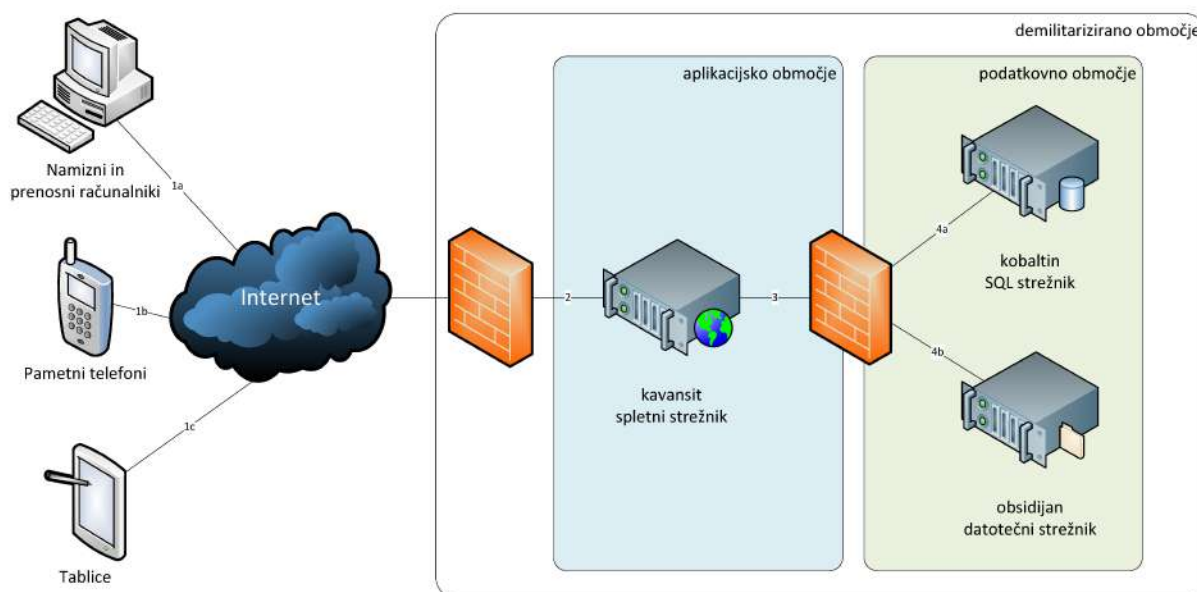 demilitarizirano območje
aplikacijsko območje
podatkovno območje
Namizni in
prenosni računalniki
1a
Internet
1b
Pametni telefoni
1c
Tablice
2
kavansit
spletni strežnik
3
4a
kobaltin
SQL strežnik
4b
obsidijan
datotečni strežnik